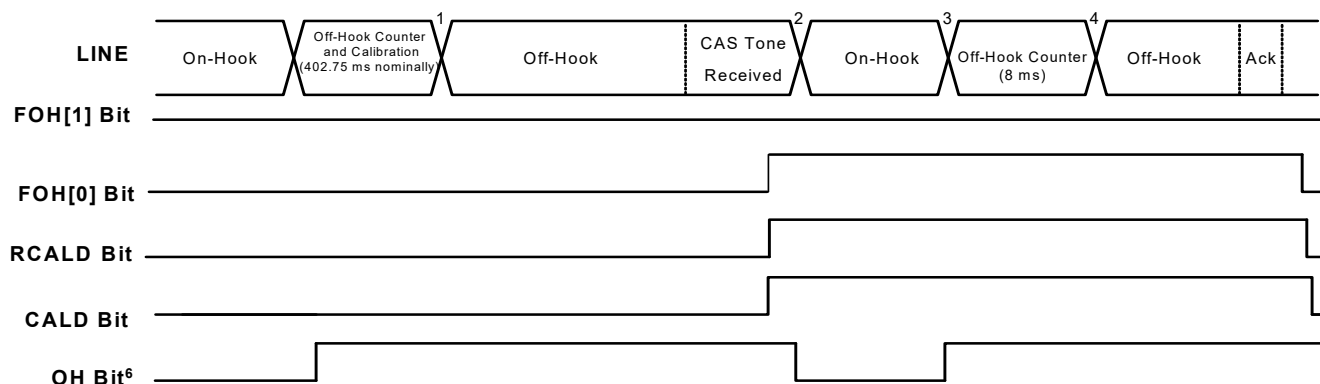 1 2 3 4
LINE
On-Hook
Off-Hook Counter
and Calibration
(402.75 ms nominally)
Off-Hook
CAS Tone
Received
On-Hook
Off-Hook Counter
(8 ms)
Off-Hook
Ack
FOH[1] Bit
FOH[0] Bit
RCALD Bit
CALD Bit
OH Bit⁶